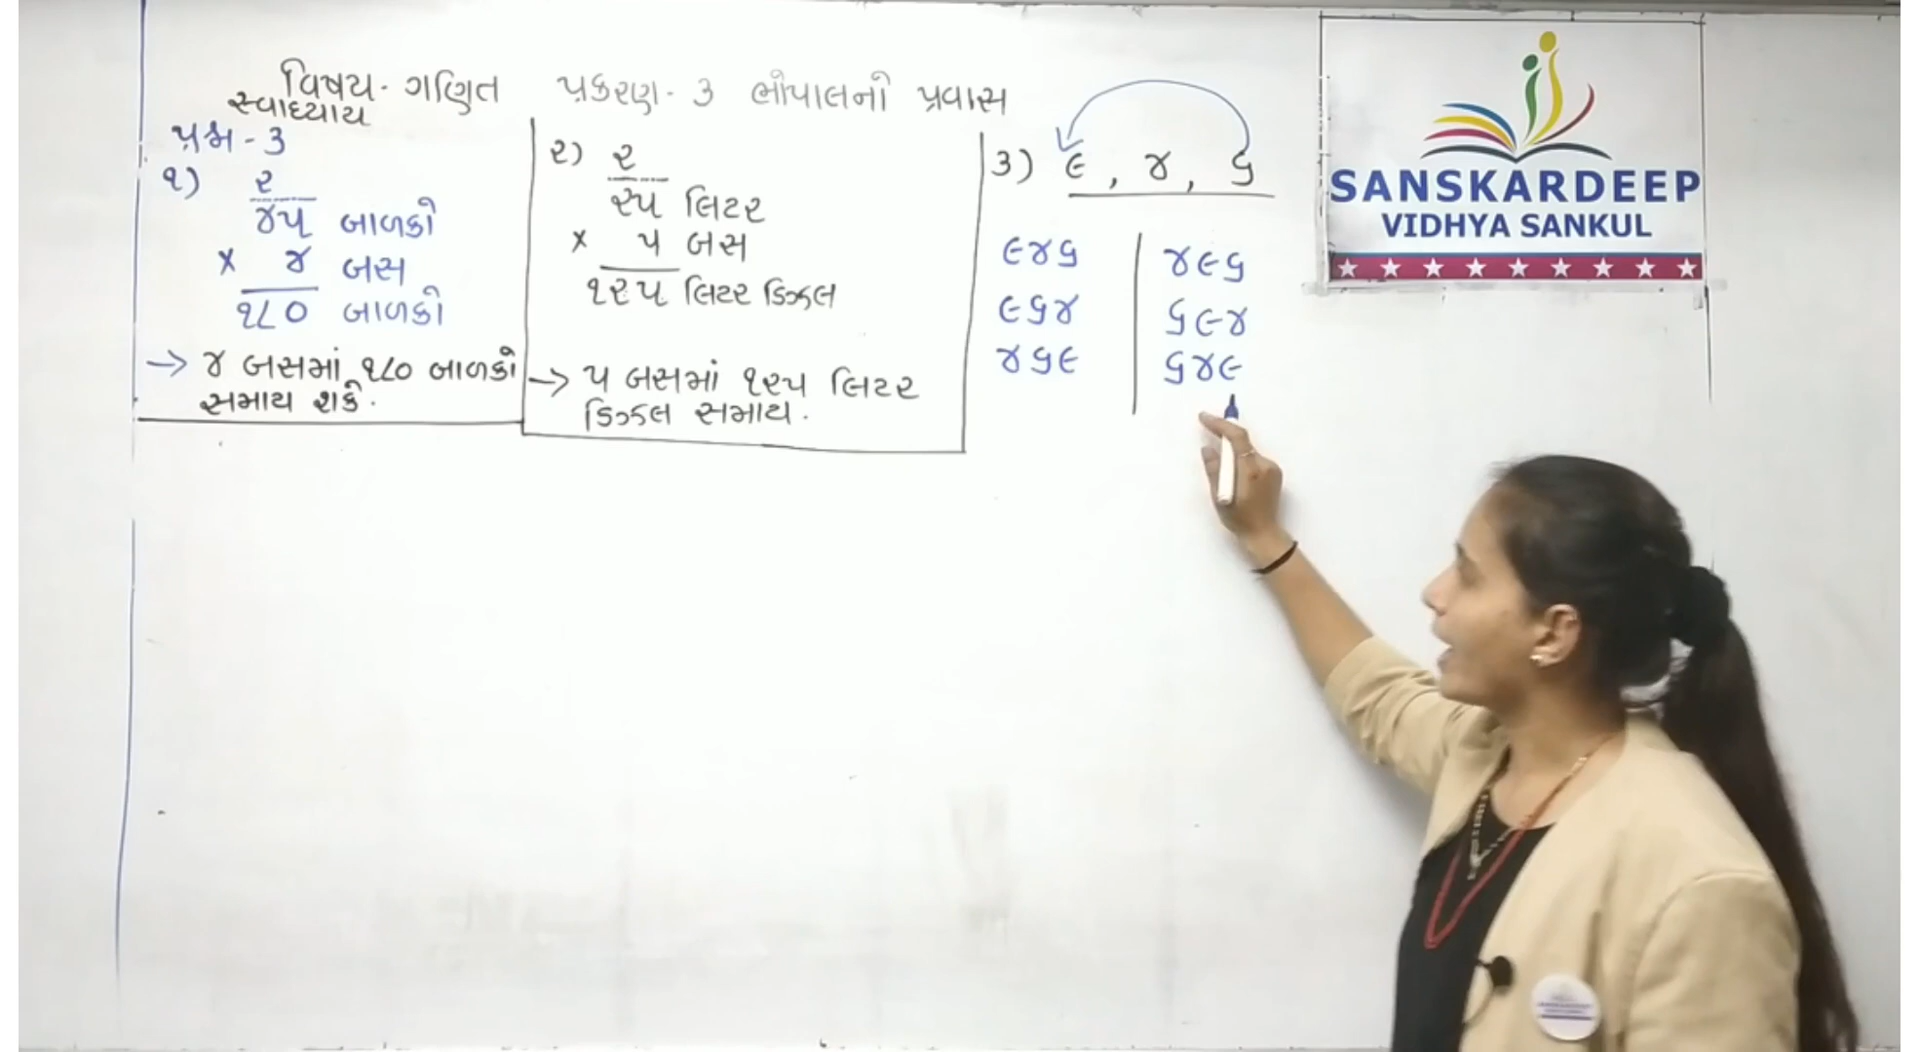 વિષય - ગણિત પ્રકરણ - ૩ ભોપાલનો પ્રવાસ
સ્વાધ્યાય
પ્રશ્ન - ૩
૧) ૨
૪૫ બાળકો
× ૪ બસ
૧૮૦ બાળકો
→ ૪ બસમાં ૧૮૦ બાળકો
સમાય શકે.
૨) ૨
૨૫ લિટર
× ૫ બસ
૧૨૫ લિટર ડિઝલ
→ ૫ બસમાં ૧૨૫ લિટર
ડિઝલ સમાય.
૩) ૯, ૪, ૬
૯૪૬
૯૬૪
૪૬૯
૪૯૬
૬૯૪
૬૪૯
SANSKARDEEP
VIDHYA SANKUL